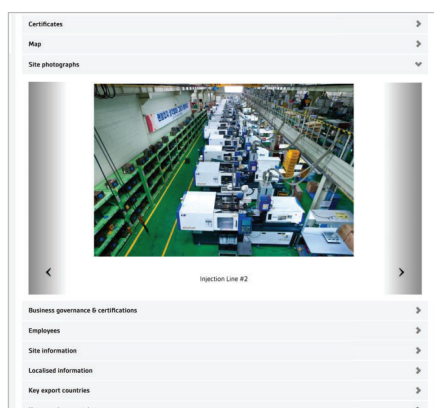 Certificates
Map
Site photographs
Injection Line #2
Business governance & certifications
Employees
Site information
Localised information
Key export countries